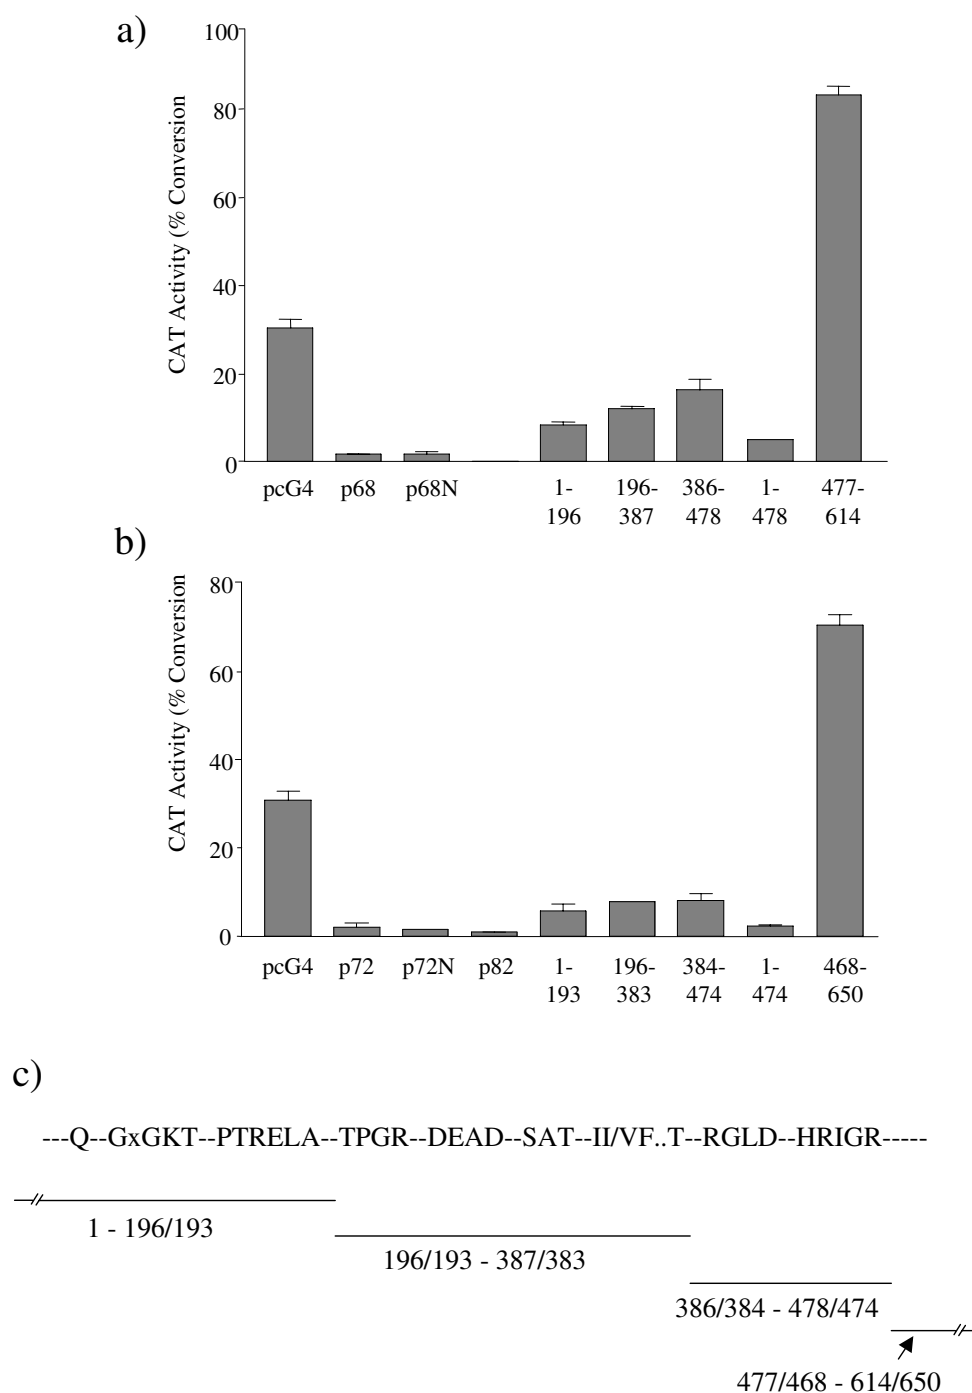 a)
CAT Activity (% Conversion
100
80
60
40
20
0
pcG4 p68 p68N 1- 196- 386- 1- 477-
196 387 478 478 614
b)
CAT Activity (% Conversion
80
60
40
20
0
pcG4 p72 p72N p82 1- 196- 384- 1- 468-
193 383 474 474 650
c)
---Q--GxGKT--PTRELA--TPGR--DEAD--SAT--II/VF..T--RGLD--HRIGR-----
1 - 196/193
196/193 - 387/383
386/384 - 478/474
477/468 - 614/650